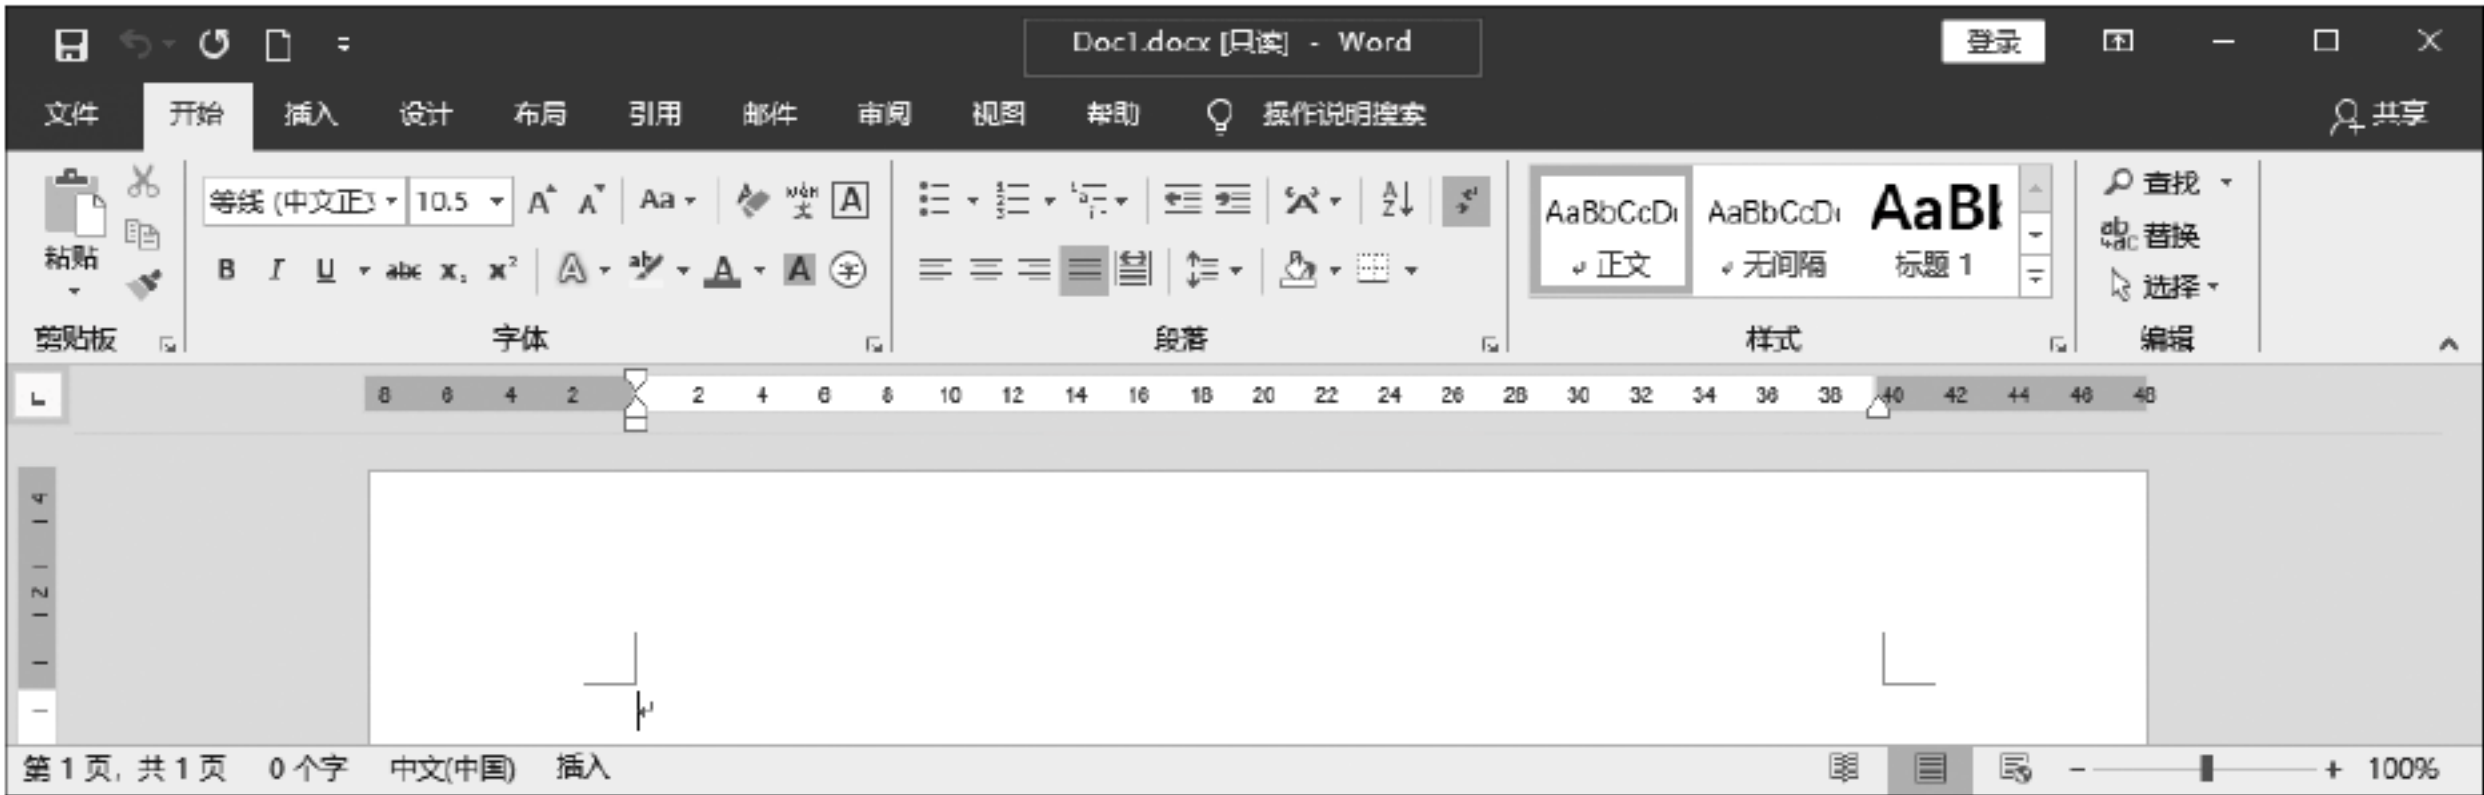 Doc1.docx [只读] - Word
登录
文件 开始 插入 设计 布局 引用 邮件 审阅 视图 帮助 操作说明搜索 共享
粘贴
剪贴板
等线 (中文正 10.5
Aa
wén
文
A
B I U abc x₂ x² A ab A A 字
字体
段落
AaBbCcDı AaBbCcDı AaBl
正文 无间隔 标题 1
样式
查找
替换
选择
编辑
8 6 4 2 2 4 6 8 10 12 14 16 18 20 22 24 26 28 30 32 34 36 38 40 42 44 46 48
4
2
第 1 页, 共 1 页 0 个字 中文(中国) 插入 100%